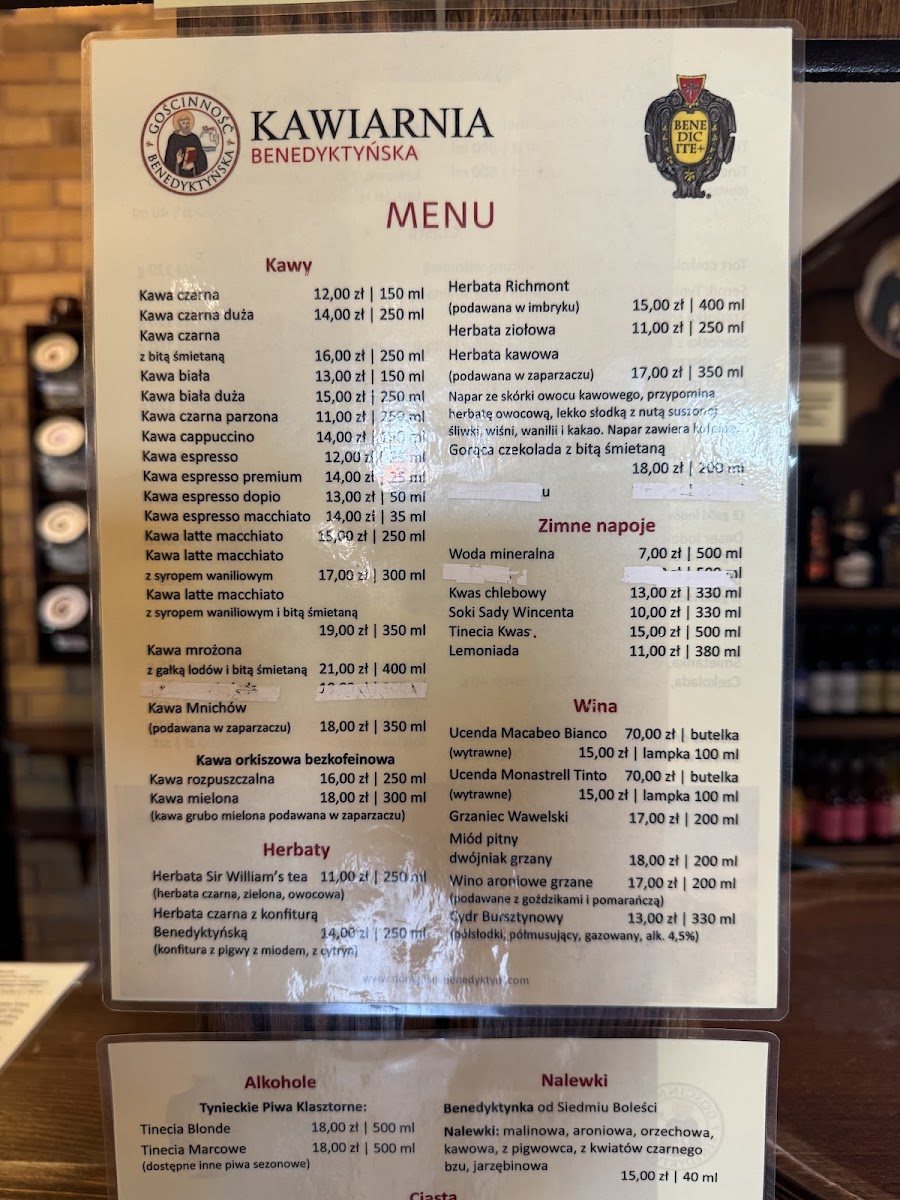 GOŚCINNOŚĆ
BENEDYKTYŃSKA
KAWIARNIA
BENEDYKTYŃSKA
BENE
DIC
ITE+
MENU
Kawy
Kawa czarna 12,00 zł | 150 ml
Kawa czarna duża 14,00 zł | 250 ml
Kawa czarna
z bitą śmietaną 16,00 zł | 250 ml
Kawa biała 13,00 zł | 150 ml
Kawa biała duża 15,00 zł | 250 ml
Kawa czarna parzona 11,00 zł | 250 ml
Kawa cappuccino 14,00 zł | ml
Kawa espresso 12,00 zł | 25 ml
Kawa espresso premium 14,00 zł | 25 ml
Kawa espresso dopio 13,00 zł | 50 ml
Kawa espresso macchiato 14,00 zł | 35 ml
Kawa latte macchiato 15,00 zł | 250 ml
Kawa latte macchiato
z syropem waniliowym 17,00 zł | 300 ml
Kawa latte macchiato
z syropem waniliowym i bitą śmietaną
19,00 zł | 350 ml
Kawa mrożona
z gałką lodów i bitą śmietaną 21,00 zł | 400 ml
Kawa Mnichów
(podawana w zaparzaczu) 18,00 zł | 350 ml
Kawa orkiszowa bezkofeinowa
Kawa rozpuszczalna 16,00 zł | 250 ml
Kawa mielona 18,00 zł | 300 ml
(kawa grubo mielona podawana w zaparzaczu)
Herbaty
Herbata Sir William's tea 11,00 zł | 250 ml
(herbata czarna, zielona, owocowa)
Herbata czarna z konfiturą
Benedyktyńską 14,00 zł | 250 ml
(konfitura z pigwy z miodem, z cytryn)
Herbata Richmont
(podawana w imbryku) 15,00 zł | 400 ml
Herbata ziołowa 11,00 zł | 250 ml
Herbata kawowa
(podawana w zaparzaczu) 17,00 zł | 350 ml
Napar ze skórki owocu kawowego, przypomina
herbatę owocową, lekko słodką z nutą suszonej
śliwki, wiśni, wanilii i kakao. Napar zawiera kofeinę.
Gorąca czekolada z bitą śmietaną
18,00 zł | 200 ml
u
Zimne napoje
Woda mineralna 7,00 zł | 500 ml
Kwas chlebowy 13,00 zł | 330 ml
Soki Sady Wincenta 10,00 zł | 330 ml
Tinecia Kwas 15,00 zł | 500 ml
Lemoniada 11,00 zł | 380 ml
Wina
Ucenda Macabeo Bianco 70,00 zł | butelka
(wytrawne) 15,00 zł | lampka 100 ml
Ucenda Monastrell Tinto 70,00 zł | butelka
(wytrawne) 15,00 zł | lampka 100 ml
Grzaniec Wawelski 17,00 zł | 200 ml
Miód pitny
dwójniak grzany 18,00 zł | 200 ml
Wino aroniowe grzane 17,00 zł | 200 ml
(podawane z goździkami i pomarańczą)
Cydr Bursztynowy 13,00 zł | 330 ml
(półsłodki, półmusujący, gazowany, alk. 4,5%)
Alkohole
Tynieckie Piwa Klasztorne:
Tinecia Blonde 18,00 zł | 500 ml
Tinecia Marcowe 18,00 zł | 500 ml
(dostępne inne piwa sezonowe)
Nalewki
Benedyktynka od Siedmiu Boleści
Nalewki: malinowa, aroniowa, orzechowa,
kawowa, z pigwowca, z kwiatów czarnego
bzu, jarzębinowa
15,00 zł | 40 ml
Ciasta